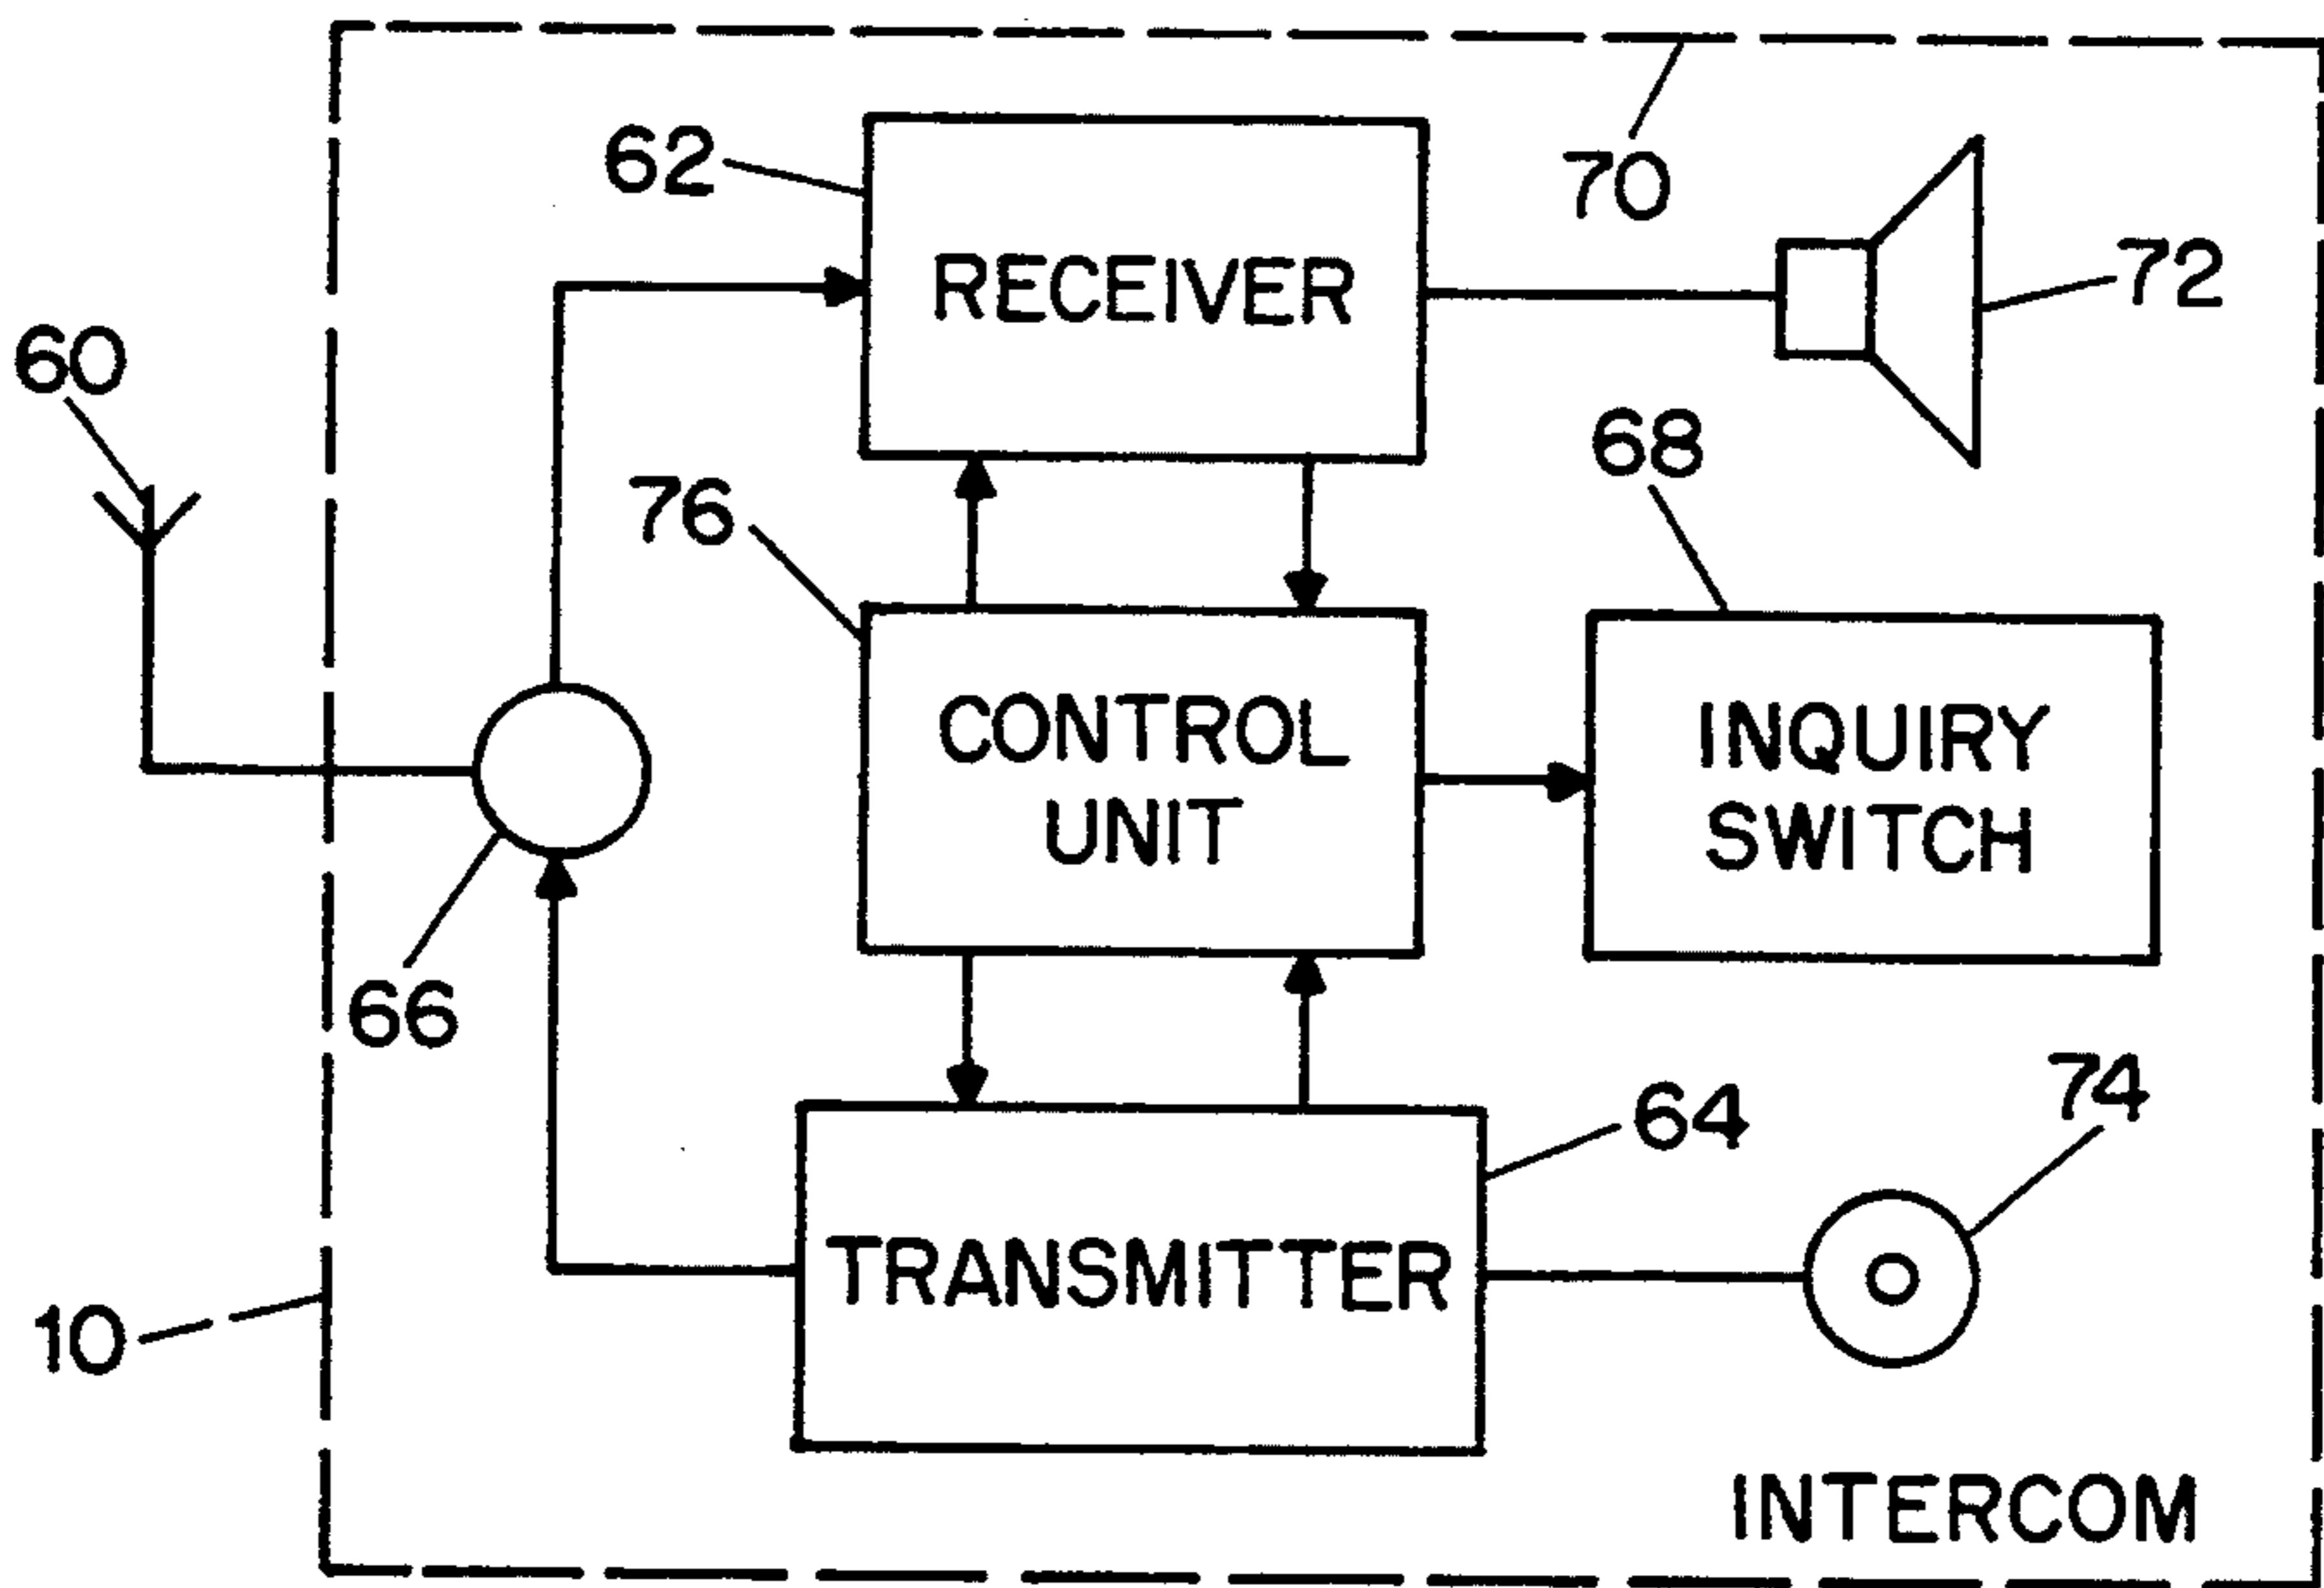 62
70
RECEIVER
72
60
68
76
CONTROL
UNIT
INQUIRY
SWITCH
66
74
64
TRANSMITTER
10
INTERCOM